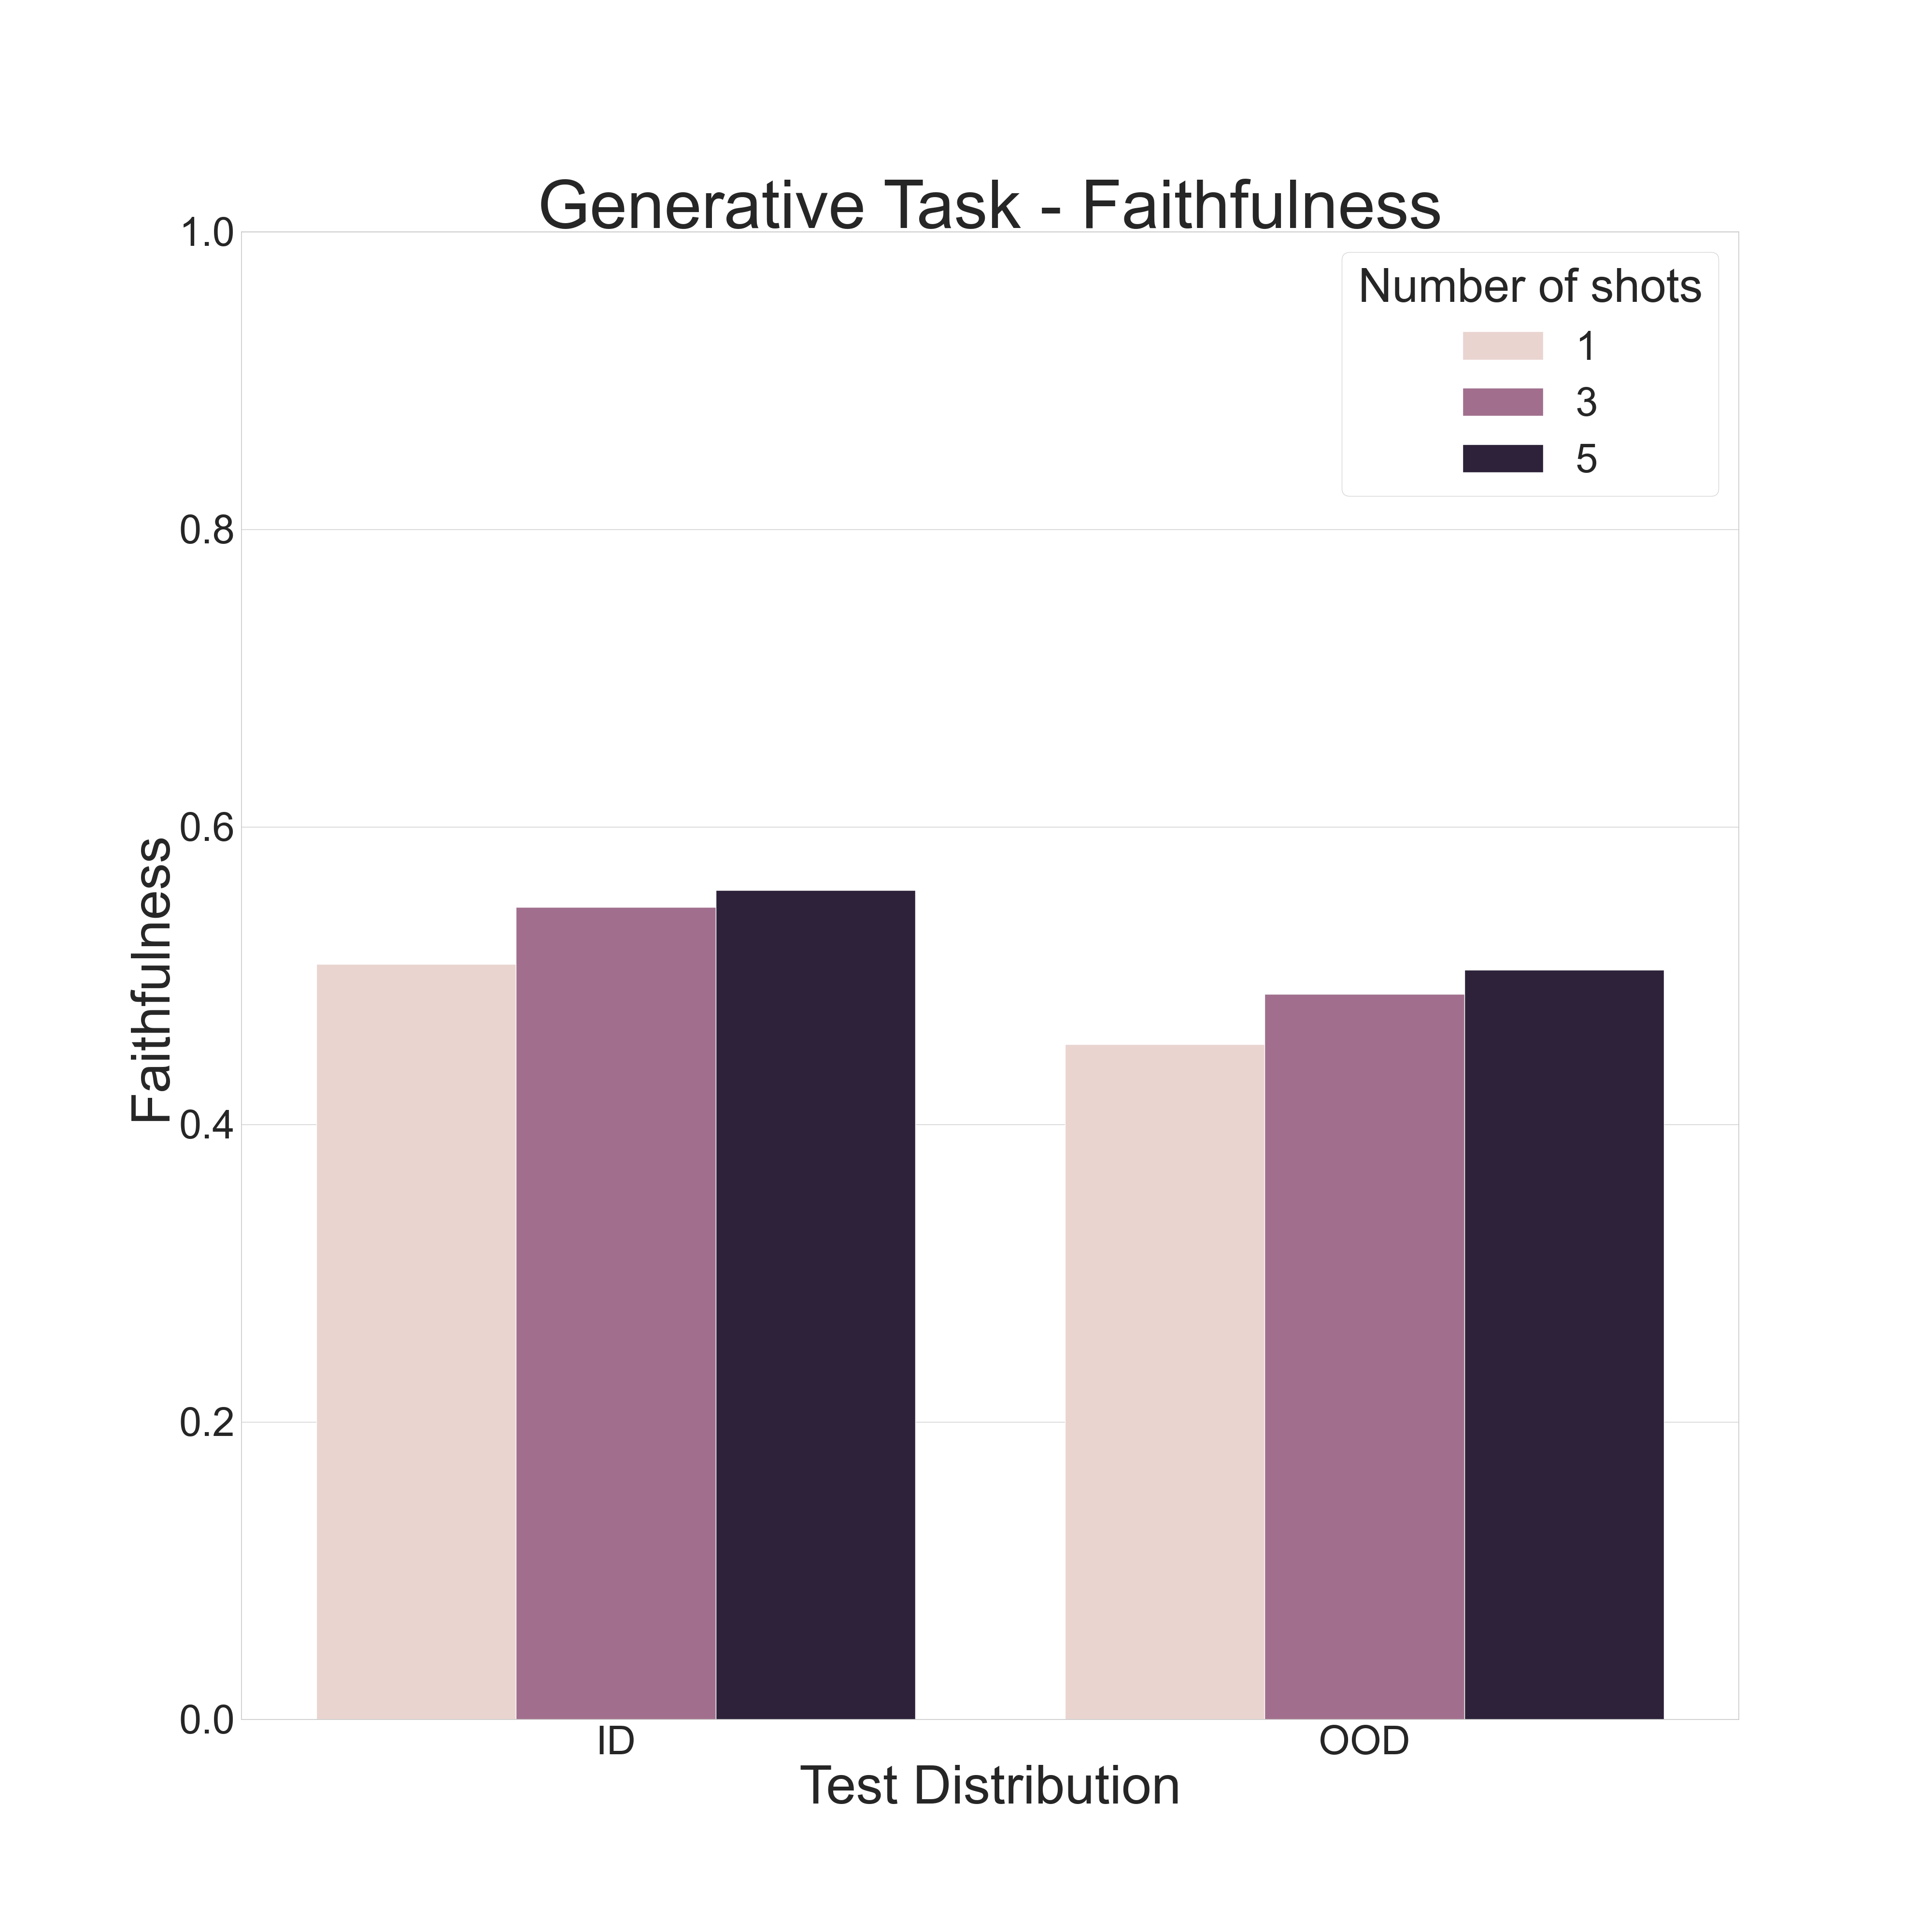 Generative Task - Faithfulness
1.0
0.8
0.6
0.4
0.2
0.0
Faithfulness
Number of shots
1
3
5
ID
OOD
Test Distribution